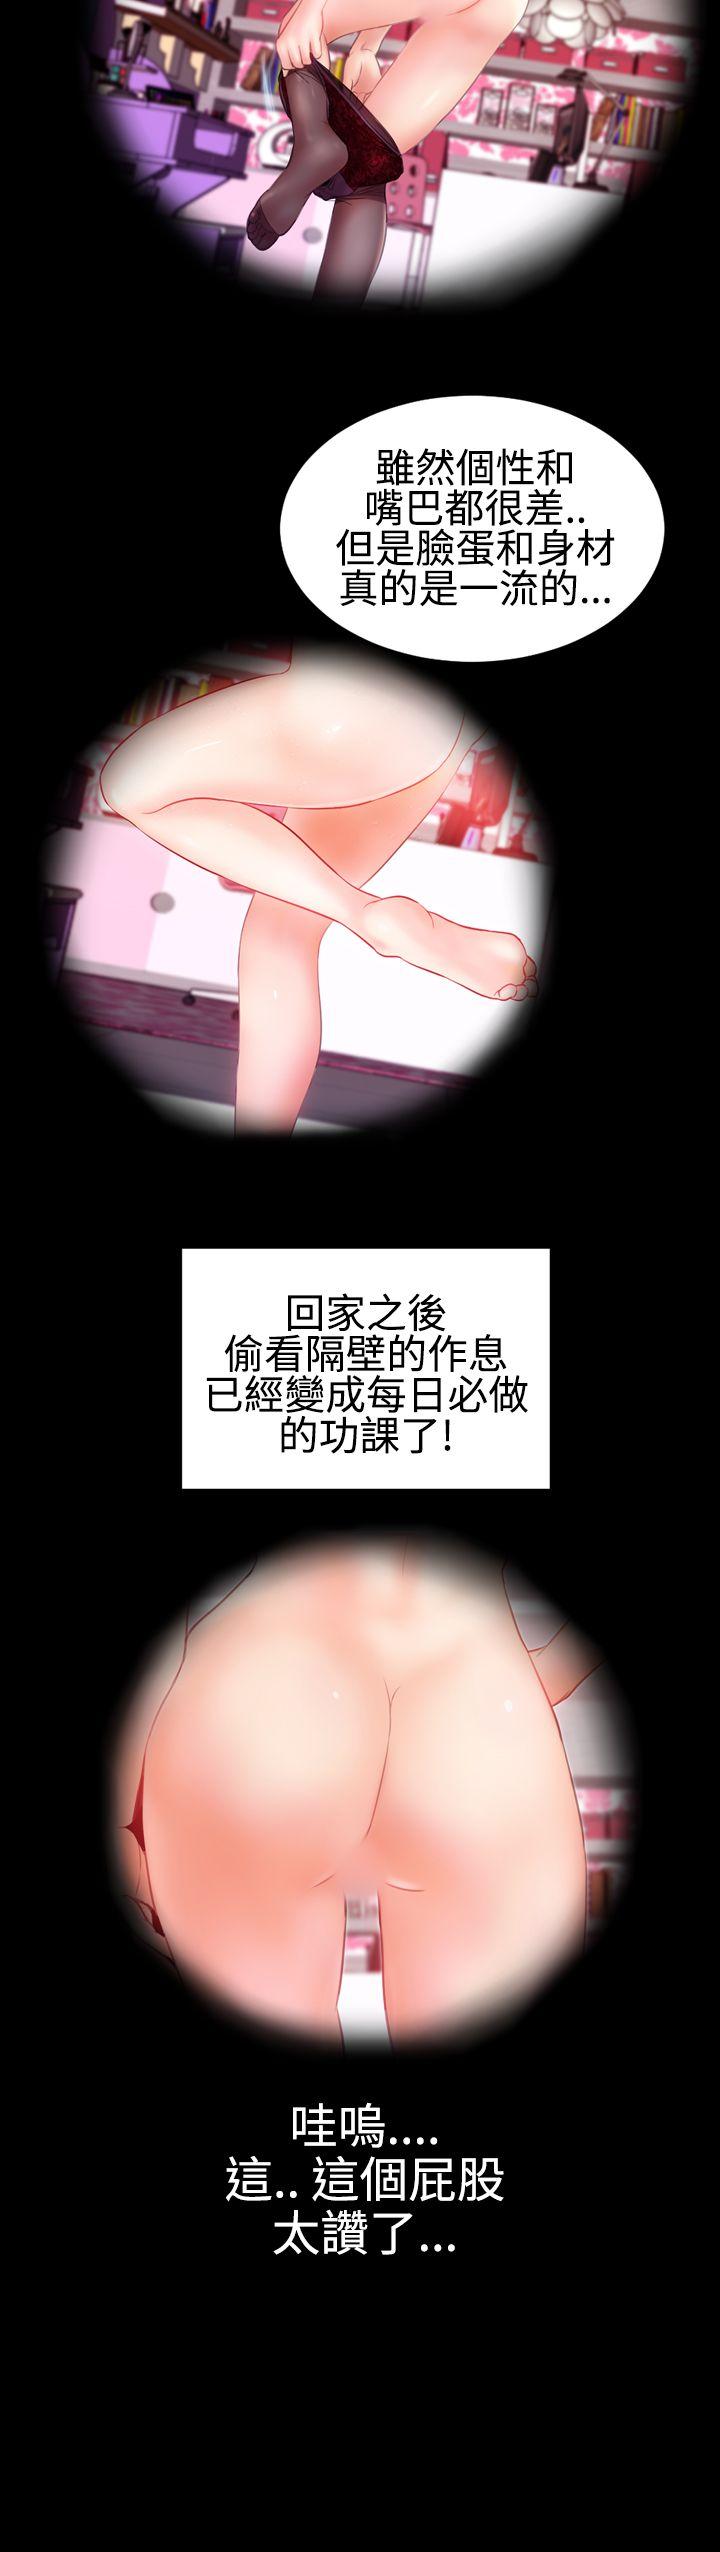 雖然個性和
嘴巴都很差..
但是臉蛋和身材
真的是一流的...
回家之後
偷看隔壁的作息
已經變成每日必做
的功課了!
哇嗚....
這.. 這個屁股
太讚了...